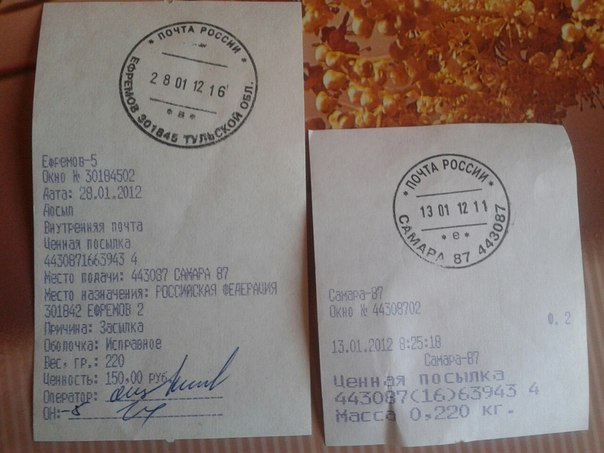 * ПОЧТА РОССИИ *
28 01 12 16
* в *
ЕФРЕМОВ 301845 ТУЛЬСКОЙ ОБЛ.
Ефремов-5
Окно № 30184502
Дата: 28.01.2012
Досыл
Внутренняя почта
Ценная посылка
4430871663943 4
Место подачи: 443087 САМАРА 87
Место назначения: РОССИЙСКАЯ ФЕДЕРАЦИЯ
301842 ЕФРЕМОВ 2
Причина: Засылка
Оболочка: Исправное
Вес, гр.: 220
Ценность: 150,00 РУБ
Оператор:
ОН:-5
* ПОЧТА РОССИИ *
13 01 12 11
* е *
САМАРА 87 443087
Самара-87
Окно № 44308702
Ф. 2
13.01.2012 8:25:18
Самара-87
Ценная посылка
443087(16)63943 4
Масса 0,220 кг.